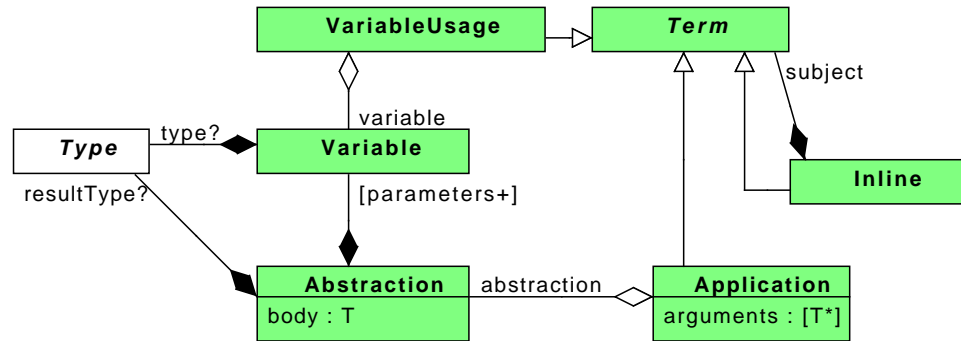 VariableUsage
Term
subject
variable
type?
Type
Variable
Inline
resultType?
[parameters+]
Abstraction
abstraction
Application
body : T
arguments : [T*]